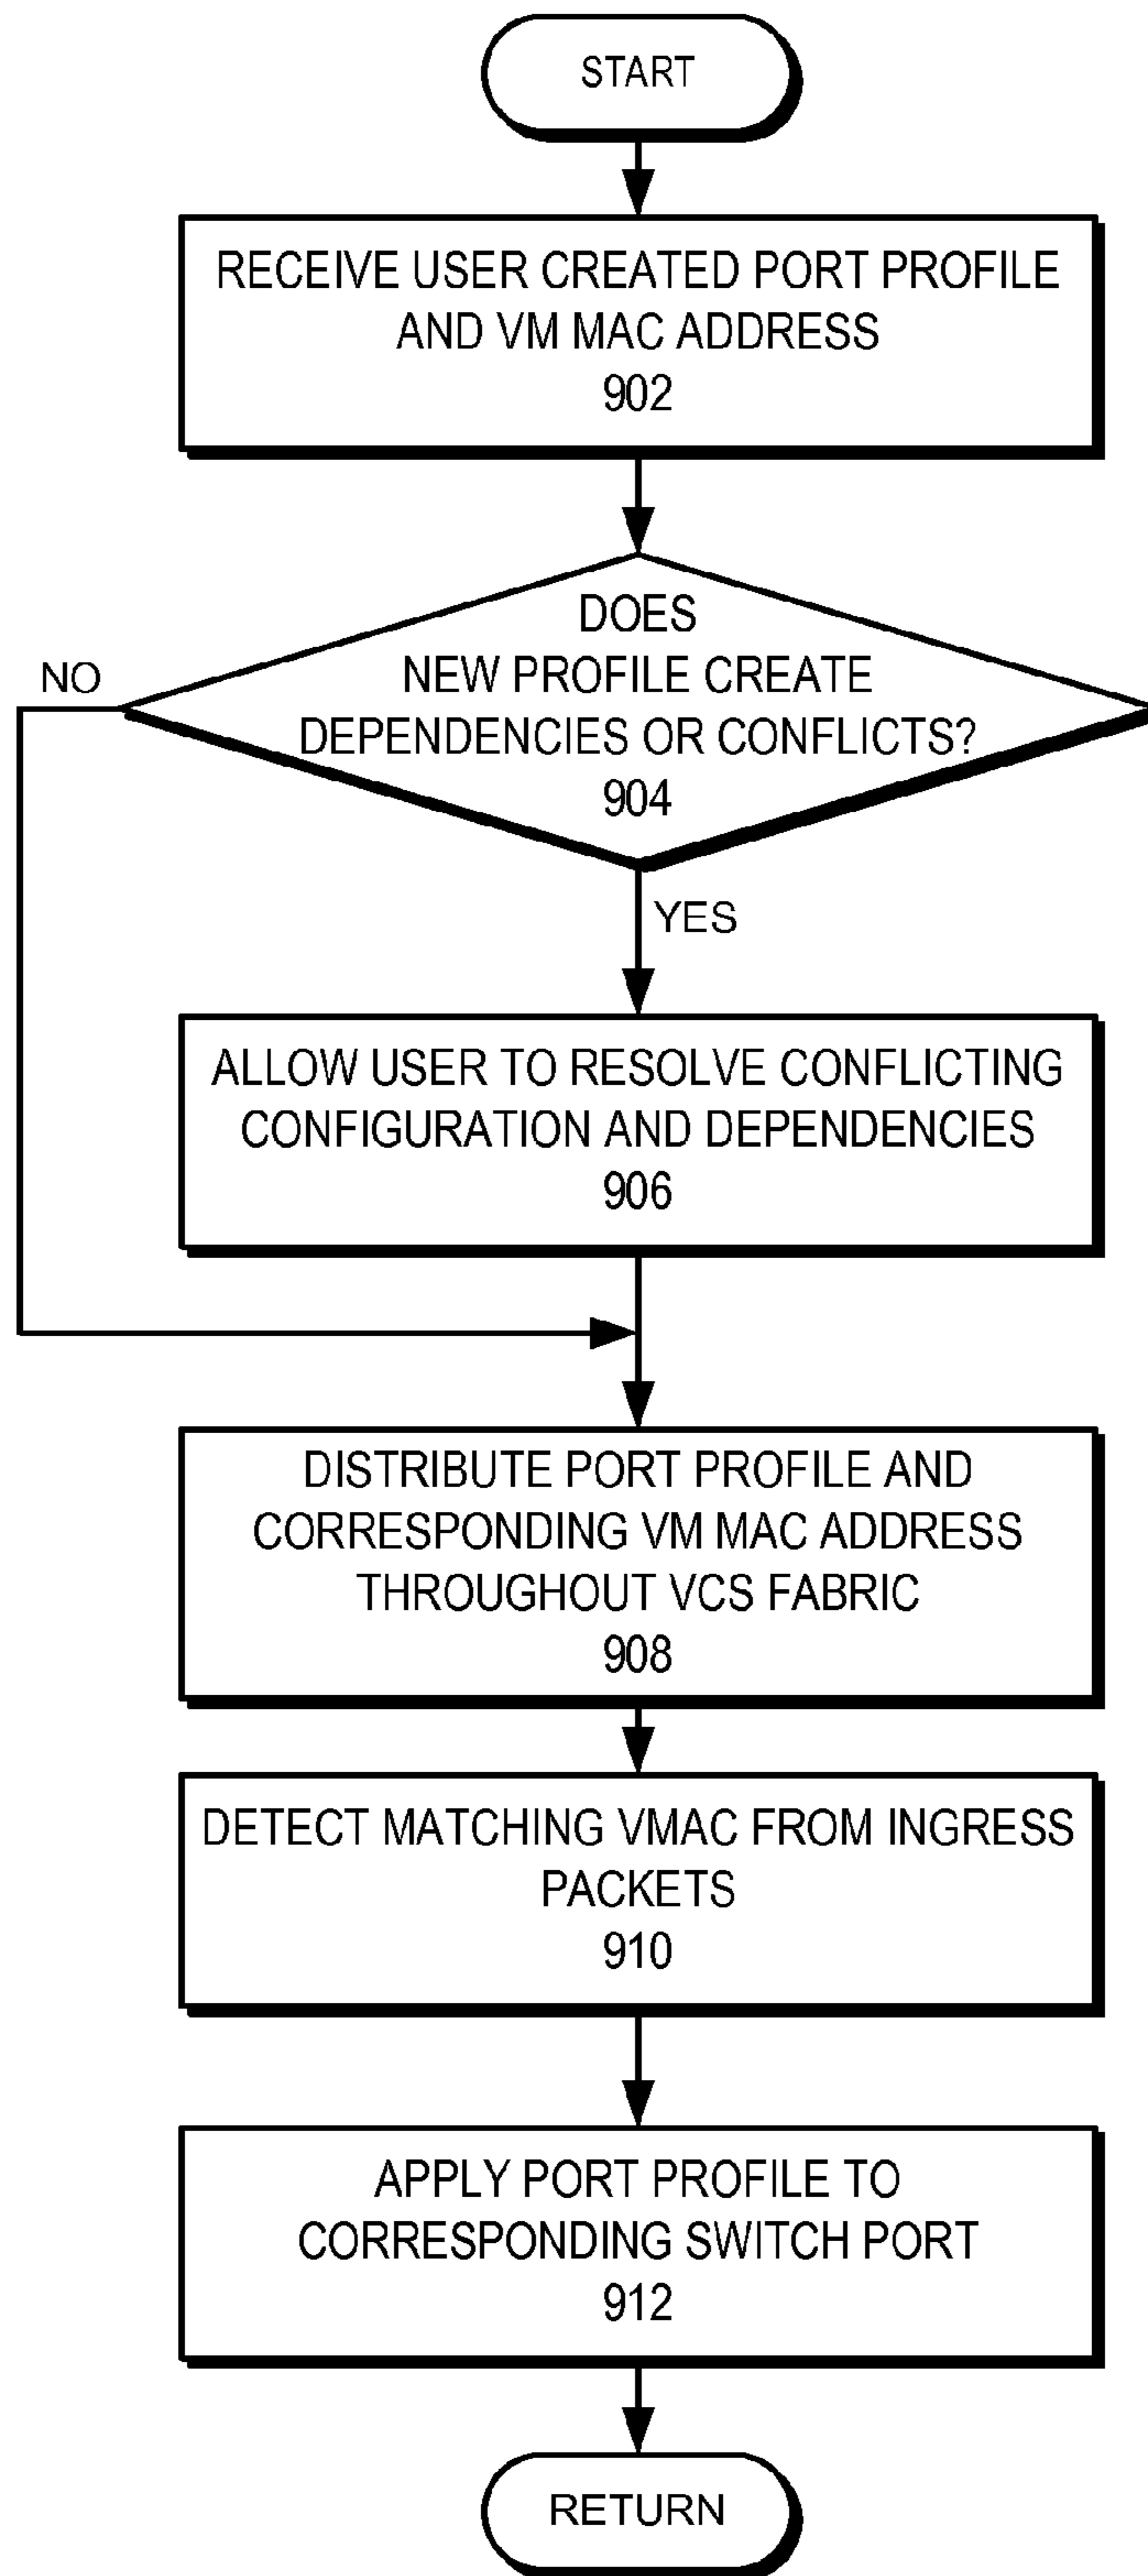 START
RECEIVE USER CREATED PORT PROFILE
AND VM MAC ADDRESS
902
DOES
NEW PROFILE CREATE
DEPENDENCIES OR CONFLICTS?
904
NO
YES
ALLOW USER TO RESOLVE CONFLICTING
CONFIGURATION AND DEPENDENCIES
906
DISTRIBUTE PORT PROFILE AND
CORRESPONDING VM MAC ADDRESS
THROUGHOUT VCS FABRIC
908
DETECT MATCHING VMAC FROM INGRESS
PACKETS
910
APPLY PORT PROFILE TO
CORRESPONDING SWITCH PORT
912
RETURN